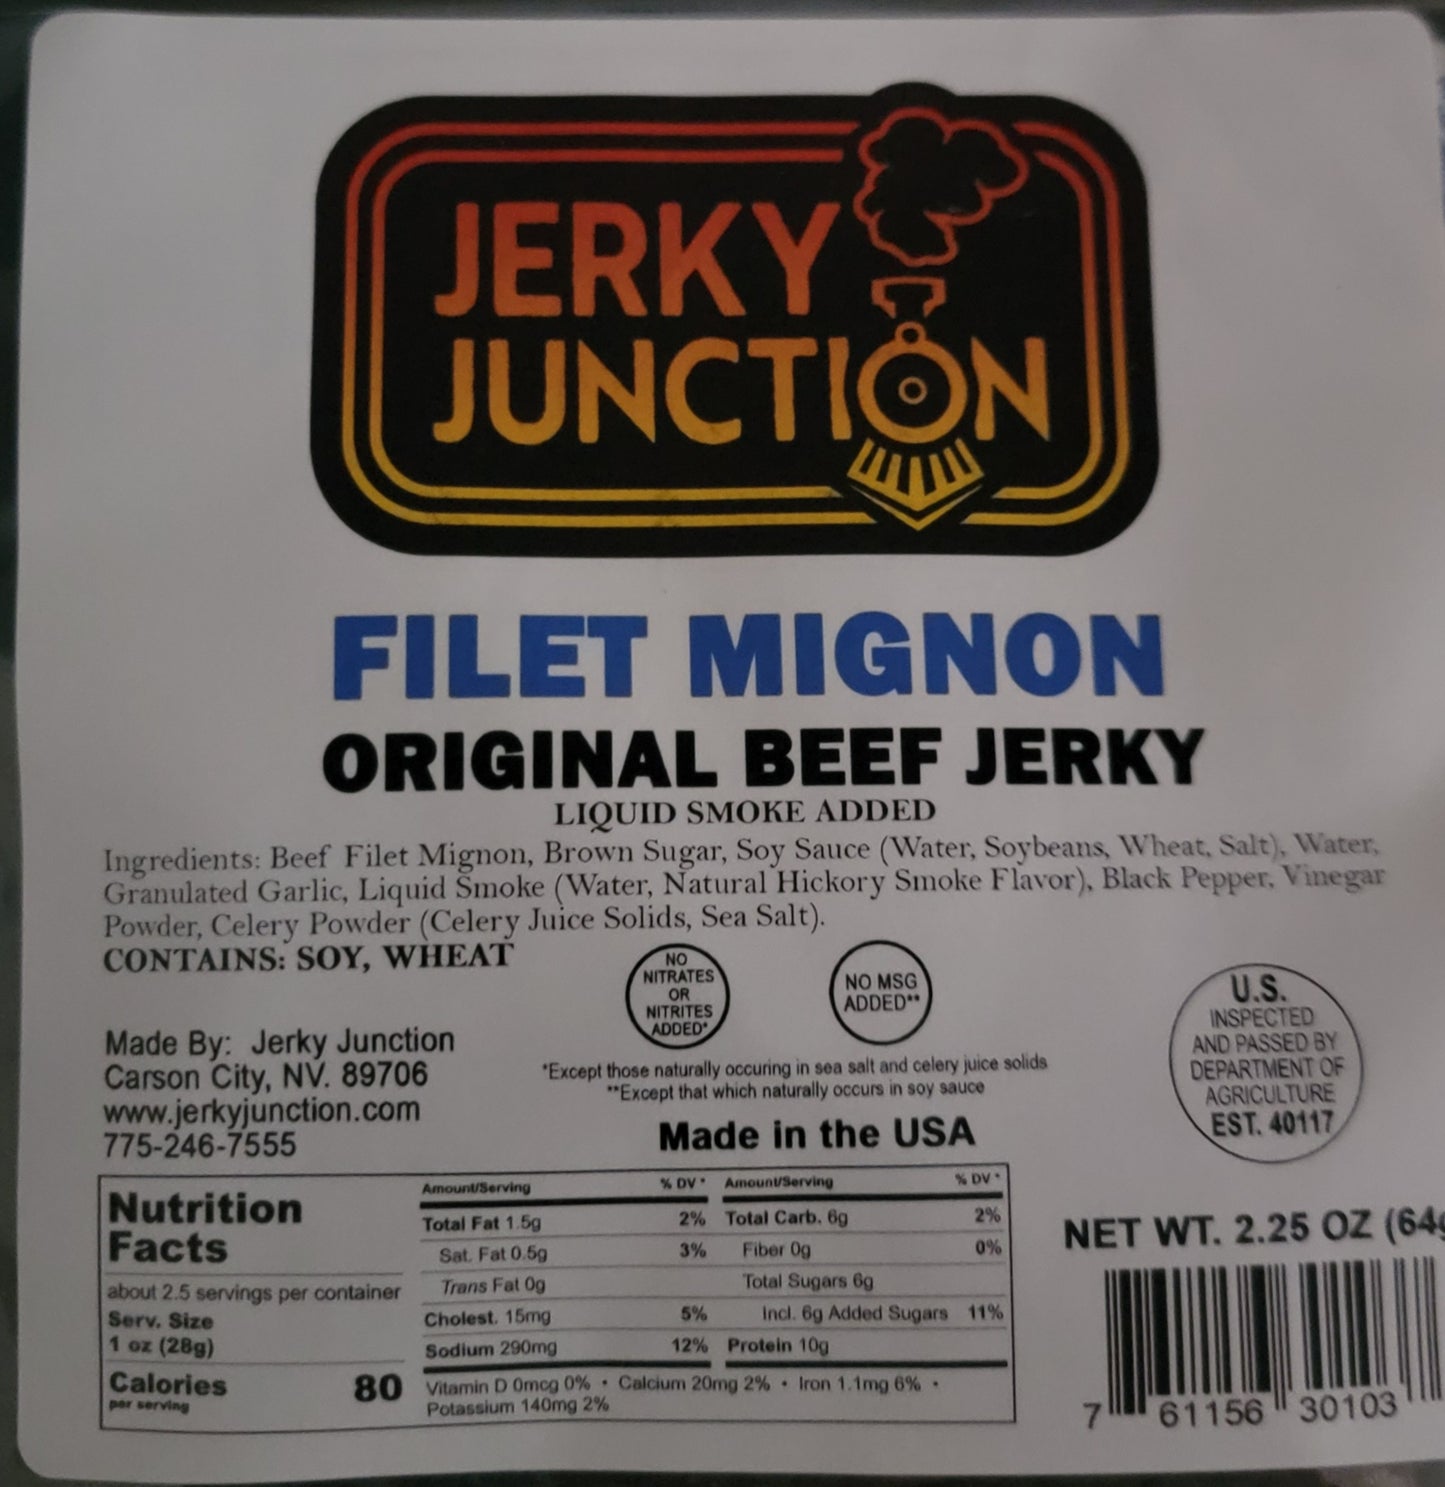 JERKY
JUNCTION
FILET MIGNON
ORIGINAL BEEF JERKY
LIQUID SMOKE ADDED
Ingredients: Beef Filet Mignon, Brown Sugar, Soy Sauce (Water, Soybeans, Wheat, Salt), Water,
Granulated Garlic, Liquid Smoke (Water, Natural Hickory Smoke Flavor), Black Pepper, Vinegar
Powder, Celery Powder (Celery Juice Solids, Sea Salt).
CONTAINS: SOY, WHEAT
NO
NITRATES
OR
NITRITES
ADDED*
NO MSG
ADDED**
*Except those naturally occuring in sea salt and celery juice solids
**Except that which naturally occurs in soy sauce
Made in the USA
U.S.
INSPECTED
AND PASSED BY
DEPARTMENT OF
AGRICULTURE
EST. 40117
Made By: Jerky Junction
Carson City, NV. 89706
www.jerkyjunction.com
775-246-7555
Nutrition
Facts
about 2.5 servings per container
Serv. Size
1 oz (28g)
Calories 80
per serving
Amount/Serving % DV*
Total Fat 1.5g 2%
Sat. Fat 0.5g 3%
Trans Fat 0g
Cholest. 15mg 5%
Sodium 290mg 12%
Amount/Serving % DV*
Total Carb. 6g 2%
Fiber 0g 0%
Total Sugars 6g
Incl. 6g Added Sugars 11%
Protein 10g
Vitamin D 0mcg 0% • Calcium 20mg 2% • Iron 1.1mg 6% •
Potassium 140mg 2%
NET WT. 2.25 OZ (64g
7 61156 30103